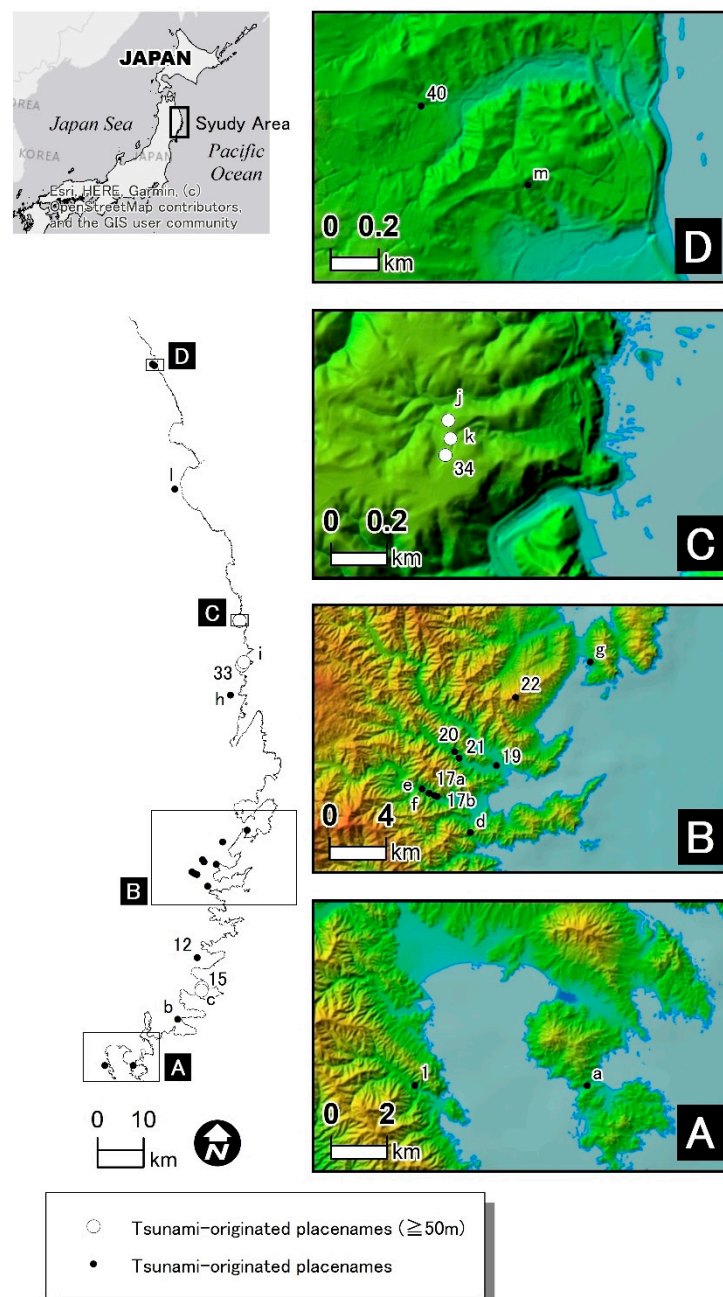 JAPAN
OREA
Japan Sea
Syudy Area
KOREA
JAPAN
Pacific
Ocean
Esri, HERE, Garmin, (c)
OpenStreetMap contributors,
and the GIS user community
D
l
C
i
33
h
B
12
15
c
b
A
0 10
km
N
40
m
0 0.2
km
D
j
k
34
0 0.2
km
C
g
22
20
21
19
17a
e
f
17b
d
0 4
km
B
1
a
0 2
km
A
Tsunami-originated placenames (≧50m)
Tsunami-originated placenames